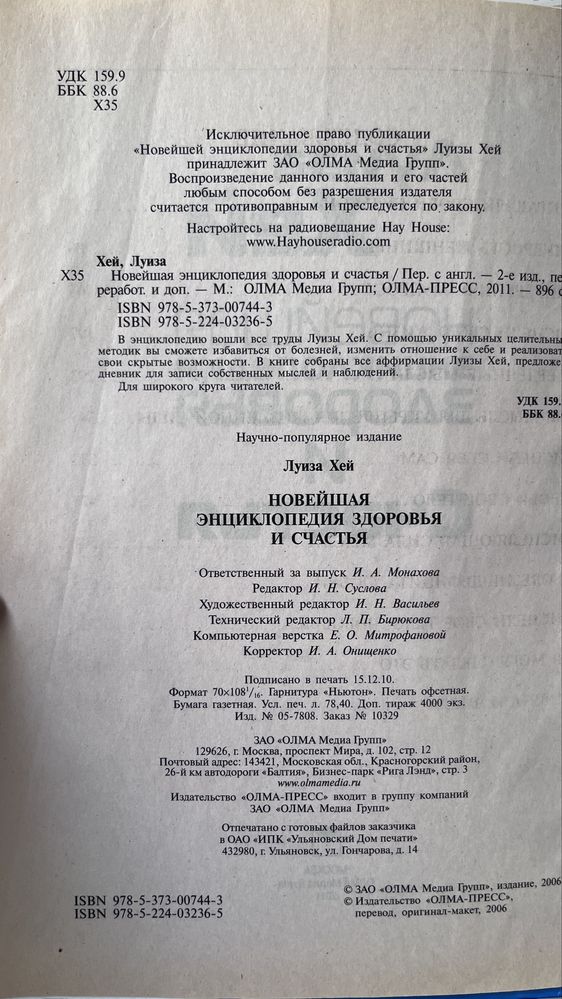 УДК 159.9
ББК 88.6
Х35
Исключительное право публикации
«Новейшей энциклопедии здоровья и счастья» Луизы Хей
принадлежит ЗАО «ОЛМА Медиа Групп».
Воспроизведение данного издания и его частей
любым способом без разрешения издателя
считается противоправным и преследуется по закону.
Настройтесь на радиовещание Hay House:
www.Hayhouseradio.com
Хей, Луиза
Х35 Новейшая энциклопедия здоровья и счастья / Пер. с англ. — 2-е изд., пе
реработ. и доп. — М.: ОЛМА Медиа Групп; ОЛМА-ПРЕСС, 2011. — 896 с
ISBN 978-5-373-00744-3
ISBN 978-5-224-03236-5
В энциклопедию вошли все труды Луизы Хей. С помощью уникальных целительны
методик вы сможете избавиться от болезней, изменить отношение к себе и реализоват
свои скрытые возможности. В книге собраны все аффирмации Луизы Хей, предложе
дневник для записи собственных мыслей и наблюдений.
Для широкого круга читателей.
УДК 159.
ББК 88.
Научно-популярное издание
Луиза Хей
НОВЕЙШАЯ
ЭНЦИКЛОПЕДИЯ ЗДОРОВЬЯ
И СЧАСТЬЯ
Ответственный за выпуск И. А. Монахова
Редактор И. Н. Суслова
Художественный редактор И. Н. Васильев
Технический редактор Л. П. Бирюкова
Компьютерная верстка Е. О. Митрофановой
Корректор И. А. Онищенко
Подписано в печать 15.12.10.
Формат 70×108¹/₁₆. Гарнитура «Ньютон». Печать офсетная.
Бумага газетная. Усл. печ. л. 78,40. Доп. тираж 4000 экз.
Изд. № 05-7808. Заказ № 10329
ЗАО «ОЛМА Медиа Групп»
129626, г. Москва, проспект Мира, д. 102, стр. 12
Почтовый адрес: 143421, Московская обл., Красногорский район,
26-й км автодороги «Балтия», Бизнес-парк «Рига Лэнд», стр. 3
www.olmamedia.ru
Издательство «ОЛМА-ПРЕСС» входит в группу компаний
ЗАО «ОЛМА Медиа Групп»
Отпечатано с готовых файлов заказчика
в ОАО «ИПК «Ульяновский Дом печати»
432980, г. Ульяновск, ул. Гончарова, д. 14
ISBN 978-5-373-00744-3
ISBN 978-5-224-03236-5
© ЗАО «ОЛМА Медиа Групп», издание, 2006
© Издательство «ОЛМА-ПРЕСС»,
перевод, оригинал-макет, 2006